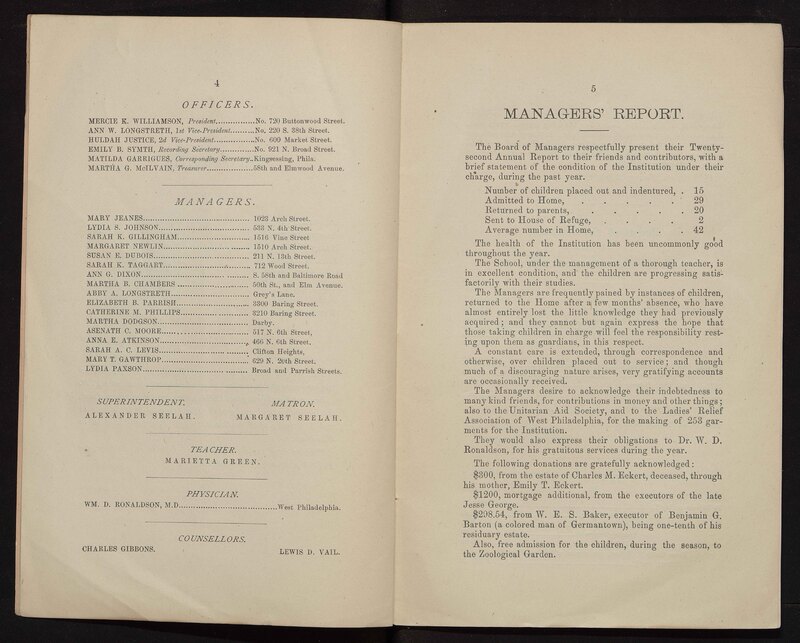 4
OFFICERS.
MERCIE K. WILLIAMSON, President,...............No. 720 Buttonwood Street.
ANN W. LONGSTRETH, 1st Vice-President.........No. 220 S. 38th Street.
HULDAH JUSTICE, 2d Vice-President...............No. 609 Market Street.
EMILY B. SYMTH, Recording Secretary.............No. 921 N. Broad Street.
MATILDA GARRIGUES, Corresponding Secretary..Kingsessing, Phila.
MARTHA G. McILVAIN, Treasurer..................58th and Elmwood Avenue.
MANAGERS.
MARY JEANES................................ 1023 Arch Street.
LYDIA S. JOHNSON............................ 533 N. 4th Street.
SARAH K. GILLINGHAM...................... 1516 Vine Street
MARGARET NEWLIN......................... 1510 Arch Street.
SUSAN E. DUBOIS............................. 211 N. 13th Street.
SARAH K. TAGGART.......................... 712 Wood Street.
ANN G. DIXON................................ S. 58th and Baltimore Road
MARTHA B. CHAMBERS ..................... 50th St., and Elm Avenue.
ABBY A. LONGSTRETH...................... Grey's Lane.
ELIZABETH B. PARRISH..................... 3300 Baring Street.
CATHERINE M. PHILLIPS.................... 3210 Baring Street.
MARTHA DODGSON.......................... Darby.
ASENATH C. MOORE......................... 517 N. 6th Street,
ANNA E. ATKINSON......................... 466 N. 6th Street,
SARAH A. C. LEVIS.......................... Clifton Heights,
MARY T. GAWTHROP........................ 629 N. 20th Street.
LYDIA PAXSON............................... Broad and Parrish Streets.
SUPERINTENDENT.
ALEXANDER SEELAH.
MATRON.
MARGARET SEELAH.
TEACHER.
MARIETTA GREEN.
PHYSICIAN.
WM. D. RONALDSON, M.D....................................West Philadelphia.
COUNSELLORS.
CHARLES GIBBONS. LEWIS D. VAIL.
5
MANAGERS' REPORT.
The Board of Managers respectfully present their Twenty-
second Annual Report to their friends and contributors, with a
brief statement of the condition of the Institution under their
charge, during the past year.
Number of children placed out and indentured, . 15
Admitted to Home, . . . . . . 29
Returned to parents, . . . . . . 20
Sent to House of Refuge, . . . . . 2
Average number in Home, . . . . . 42
The health of the Institution has been uncommonly good
throughout the year.
The School, under the management of a thorough teacher, is
in excellent condition, and the children are progressing satis-
factorily with their studies.
The Managers are frequently pained by instances of children,
returned to the Home after a few months' absence, who have
almost entirely lost the little knowledge they had previously
acquired; and they cannot but again express the hope that
those taking children in charge will feel the responsibility rest-
ing upon them as guardians, in this respect.
A constant care is extended, through correspondence and
otherwise, over children placed out to service; and though
much of a discouraging nature arises, very gratifying accounts
are occasionally received.
The Managers desire to acknowledge their indebtedness to
many kind friends, for contributions in money and other things;
also to the Unitarian Aid Society, and to the Ladies' Relief
Association of West Philadelphia, for the making of 253 gar-
ments for the Institution.
They would also express their obligations to Dr. W. D.
Ronaldson, for his gratuitous services during the year.
The following donations are gratefully acknowledged:
$300, from the estate of Charles M. Eckert, deceased, through
his mother, Emily T. Eckert.
$1200, mortgage additional, from the executors of the late
Jesse George.
$208.54, from W. E. S. Baker, executor of Benjamin G.
Barton (a colored man of Germantown), being one-tenth of his
residuary estate.
Also, free admission for the children, during the season, to
the Zoological Garden.